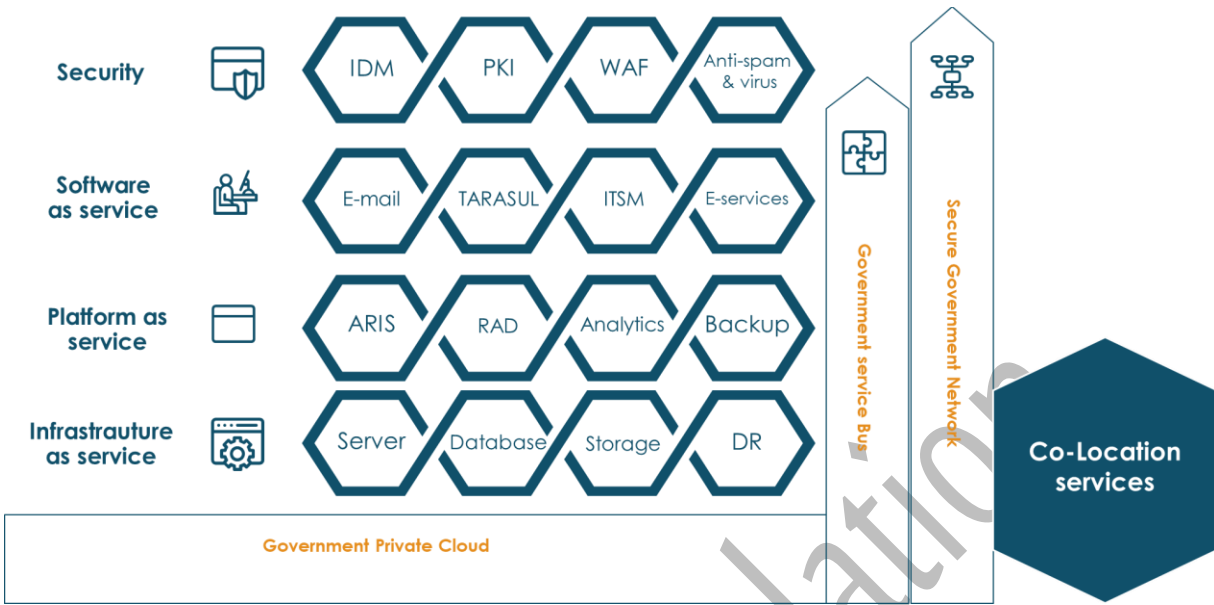 Security
IDM
PKI
WAF
Anti-spam
& virus
Software
as service
E-mail
TARASUL
ITSM
E-services
Platform as
service
ARIS
RAD
Analytics
Backup
Infrastrauture
as service
Server
Database
Storage
DR
Government Private Cloud
Government service Bus
Secure Government Network
Co-Location
services